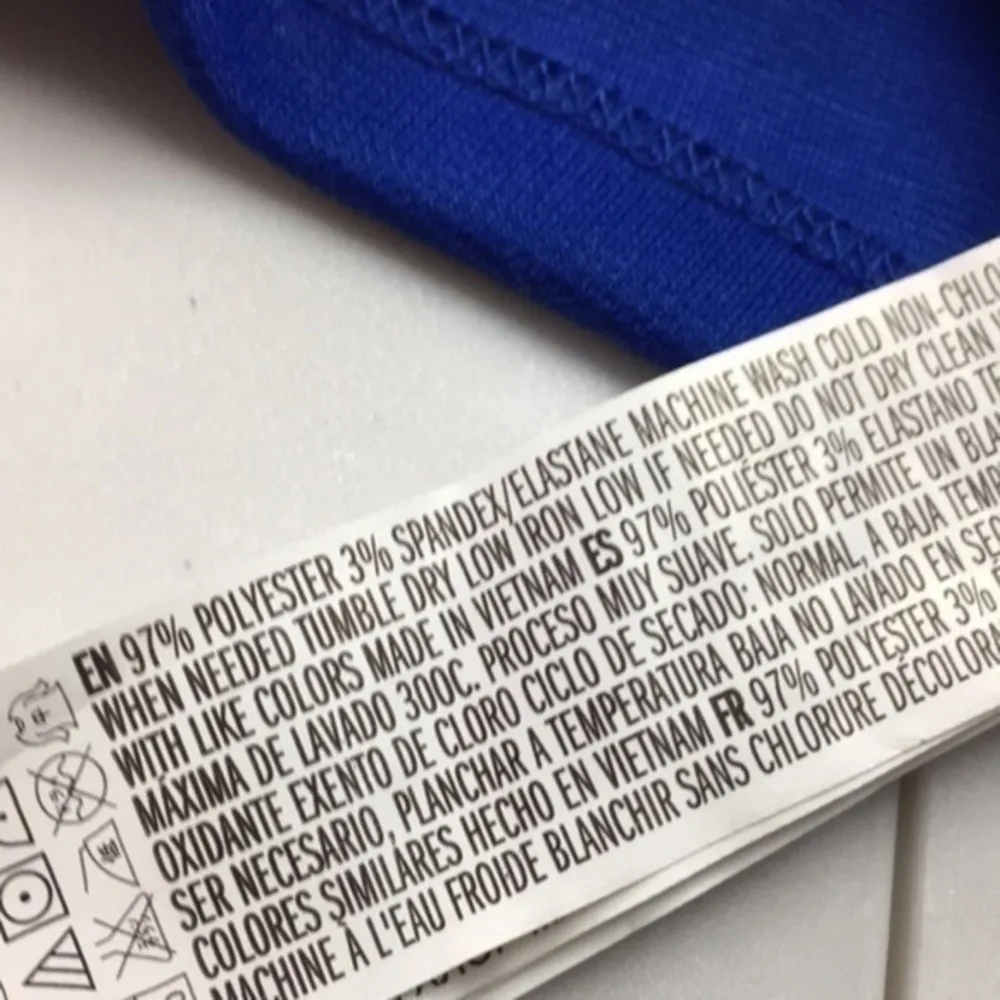 EN 97% POLYESTER 3% SPANDEX/ELASTANE MACHINE WASH COLD NON-CHLO
WHEN NEEDED TUMBLE DRY LOW IRON LOW IF NEEDED DO NOT DRY CLEAN
WITH LIKE COLORS MADE IN VIETNAM ES 97% POLIÉSTER 3% ELASTANO TE
MÁXIMA DE LAVADO 300C. PROCESO MUY SUAVE. SOLO PERMITE UN BLAN
OXIDANTE EXENTO DE CLORO CICLO DE SECADO: NORMAL, A BAJA TEMP
SER NECESARIO, PLANCHAR A TEMPERATURA BAJA NO LAVADO EN SEC
COLORES SIMILARES HECHO EN VIETNAM FR 97% POLYESTER 3%
MACHINE À L'EAU FROIDE BLANCHIR SANS CHLORURE DÉCOLORA